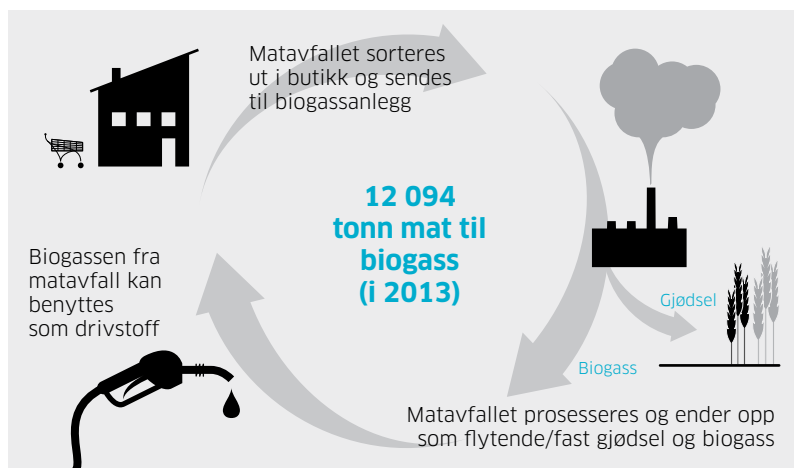 Matavfallet sorteres
ut i butikk og sendes
til biogassanlegg
12 094
tonn mat til
biogass
(i 2013)
Biogassen fra
matavfall kan
benyttes
som drivstoff
Gjødsel
Biogass
Matavfallet prosesseres og ender opp
som flytende/fast gjødsel og biogass